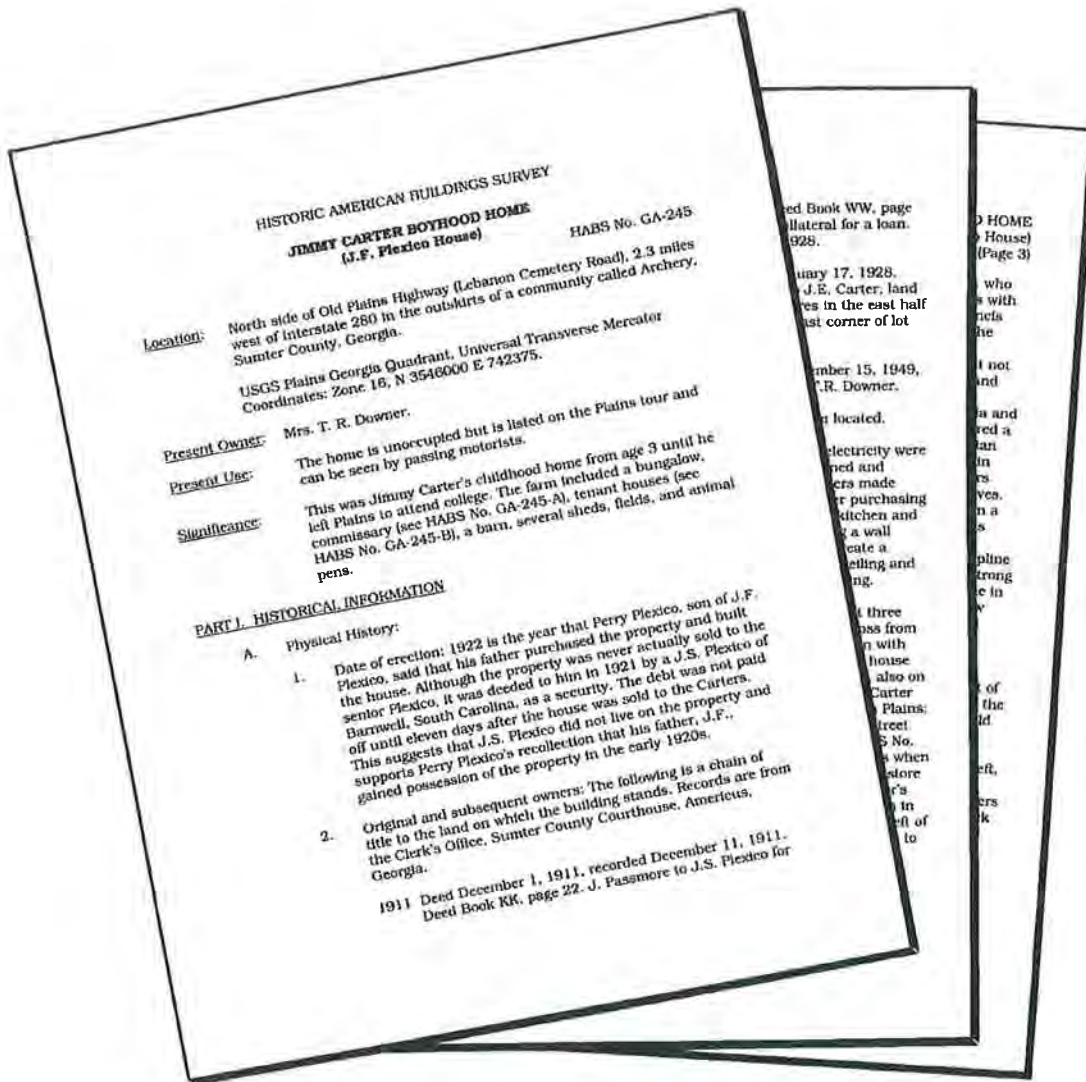 HISTORIC AMERICAN BUILDINGS SURVEY
JIMMY CARTER BOYHOOD HOME
(J.F. Plexico House)
HABS No. GA-245
Location: North side of Old Plains Highway (Lebanon Cemetery Road), 2.3 miles
west of Interstate 280 in the outskirts of a community called Archery,
Sumter County, Georgia.
USGS Plains Georgia Quadrant, Universal Transverse Mercator
Coordinates: Zone 16, N 3546000 E 742375.
Present Owner: Mrs. T. R. Downer.
Present Use: The home is unoccupied but is listed on the Plains tour and
can be seen by passing motorists.
Significance: This was Jimmy Carter's childhood home from age 3 until he
left Plains to attend college. The farm included a bungalow,
commissary (see HABS No. GA-245-A), tenant houses (see
HABS No. GA-245-B), a barn, several sheds, fields, and animal
pens.
PART I. HISTORICAL INFORMATION
A. Physical History:
1. Date of erection: 1922 is the year that Perry Plexico, son of J.F.
Plexico, said that his father purchased the property and built
the house. Although the property was never actually sold to the
senior Plexico, it was deeded to him in 1921 by a J.S. Plexico of
Barnwell, South Carolina, as a security. The debt was not paid
off until eleven days after the house was sold to the Carters.
This suggests that J.S. Plexico did not live on the property and
supports Perry Plexico's recollection that his father, J.F.,
gained possession of the property in the early 1920s.
2. Original and subsequent owners: The following is a chain of
title to the land on which the building stands. Records are from
the Clerk's Office, Sumter County Courthouse, Americus,
Georgia.
1911 Deed December 1, 1911, recorded December 11, 1911.
Deed Book KK, page 22. J. Passmore to J.S. Plexico for
ed Book WW, page
llateral for a loan.
928.
uary 17, 1928.
J.E. Carter, land
res in the east half
ast corner of lot
mber 15, 1949,
T.R. Downer.
n located.
electricity were
ned and
ers made
r purchasing
kitchen and
g a wall
eate a
eiling and
ng.
t three
oss from
n with
house
also on
Carter
Plains;
treet
S No.
s when
store
r's
in
eft of
to
D HOME
House)
(Page 3)
who
s with
ncis
he
t not
nd
ia and
red a
tan
in
rs
ves.
n a
s
pline
trong
e in
t of
the
ld
eft,
ers
k